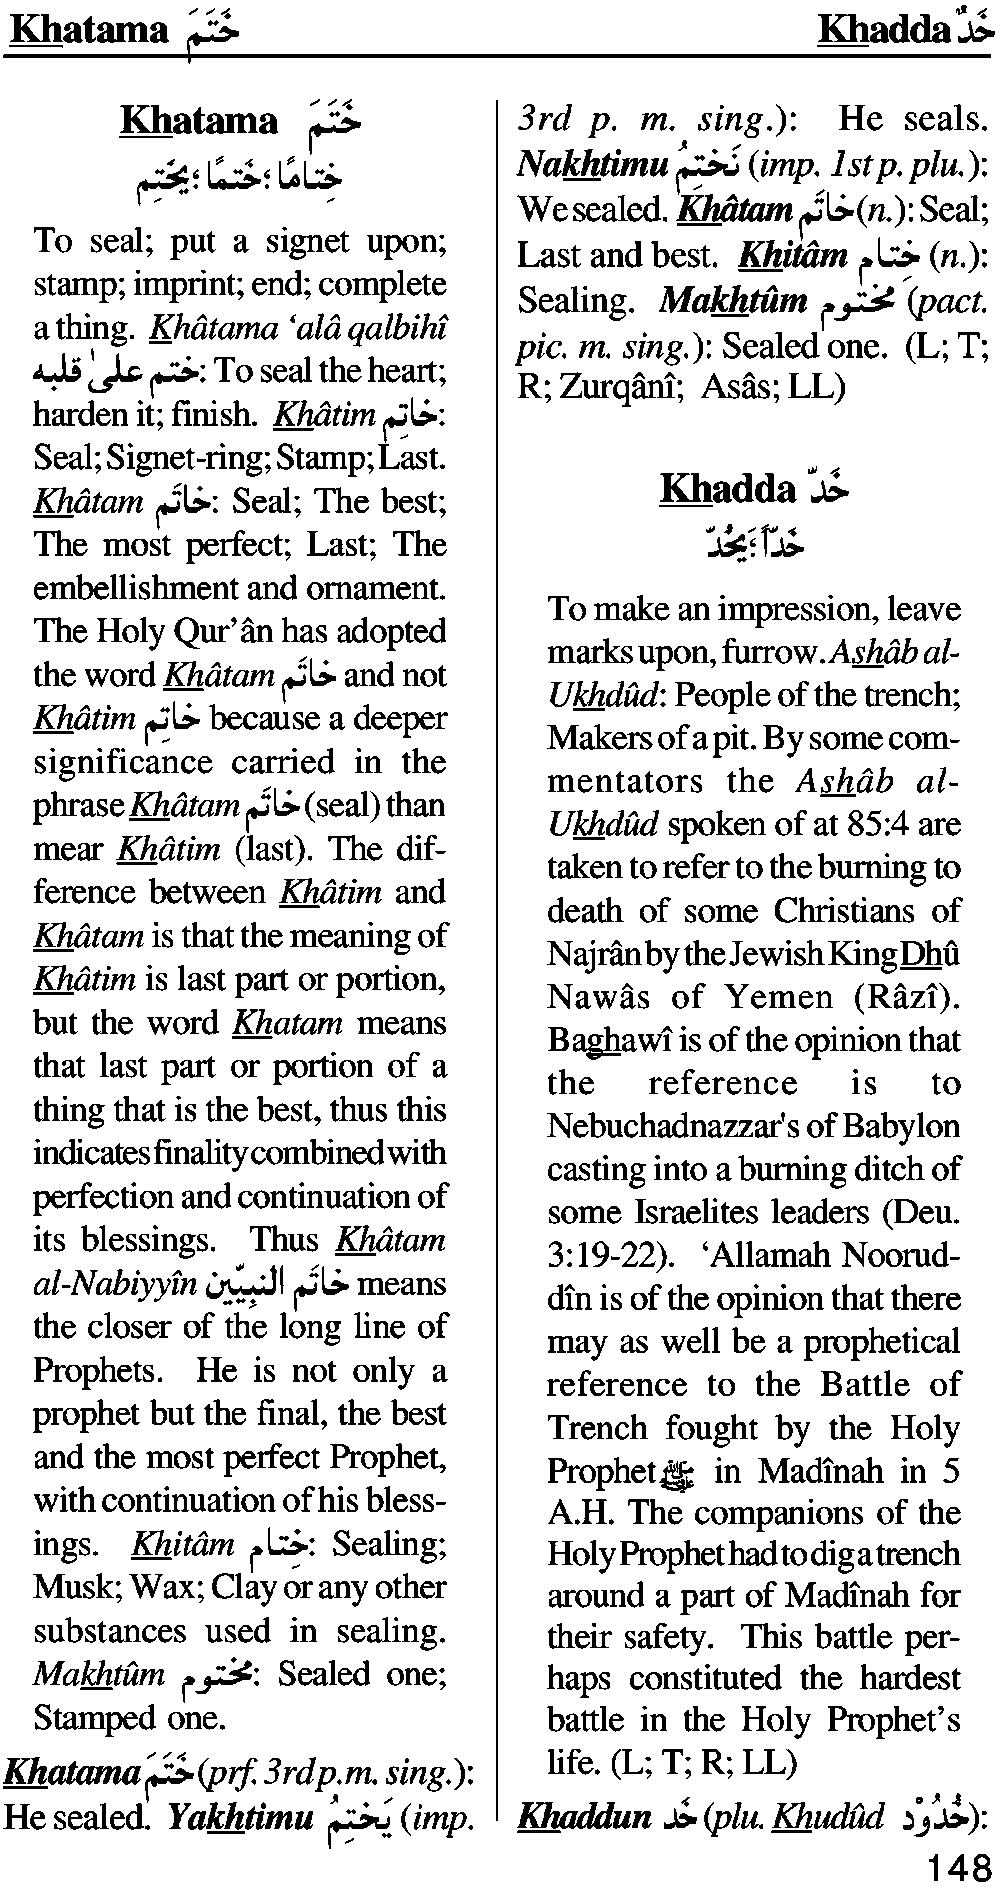 Khatama خَتَمَ
Khadda خَدٌّ
Khatama خَتَمَ
خِتامًا؛ خَتمًا؛ يَختِم
To seal; put a signet upon;
stamp; imprint; end; complete
a thing. Khâtama ‘alâ qalbihî
ختم علىٰ قلبه: To seal the heart;
harden it; finish. Khâtim خاتِم:
Seal; Signet-ring; Stamp; Last.
Khâtam خاتَم: Seal; The best;
The most perfect; Last; The
embellishment and ornament.
The Holy Qur’ân has adopted
the word Khâtam خاتَم and not
Khâtim خاتِم because a deeper
significance carried in the
phrase Khâtam خاتَم (seal) than
mear Khâtim (last). The dif-
ference between Khâtim and
Khâtam is that the meaning of
Khâtim is last part or portion,
but the word Khatam means
that last part or portion of a
thing that is the best, thus this
indicates finality combined with
perfection and continuation of
its blessings. Thus Khâtam
al-Nabiyyîn خاتَم النبِيّين means
the closer of the long line of
Prophets. He is not only a
prophet but the final, the best
and the most perfect Prophet,
with continuation of his bless-
ings. Khitâm خِتام: Sealing;
Musk; Wax; Clay or any other
substances used in sealing.
Makhtûm مختوم: Sealed one;
Stamped one.
Khatama خَتَمَ (prf. 3rd p.m. sing.):
He sealed. Yakhtimu يَختِمُ (imp.
3rd p. m. sing.): He seals.
Nakhtimu نَختِمُ (imp. 1st p. plu.):
We sealed. Khâtam خاتَم (n.): Seal;
Last and best. Khitâm خِتام (n.):
Sealing. Makhtûm مختوم (pact.
pic. m. sing.): Sealed one. (L; T;
R; Zurqânî; Asâs; LL)
Khadda خَدّ
خَدّاً؛ يَخُدّ
To make an impression, leave
marks upon, furrow. Ashâb al-
Ukhdûd: People of the trench;
Makers of a pit. By some com-
mentators the Ashâb al-
Ukhdûd spoken of at 85:4 are
taken to refer to the burning to
death of some Christians of
Najrân by the Jewish King Dhû
Nawâs of Yemen (Râzî).
Baghawî is of the opinion that
the reference is to
Nebuchadnazzar's of Babylon
casting into a burning ditch of
some Israelites leaders (Deu.
3:19-22). ‘Allamah Noorud-
dîn is of the opinion that there
may as well be a prophetical
reference to the Battle of
Trench fought by the Holy
Prophet ﷺ in Madînah in 5
A.H. The companions of the
Holy Prophet had to dig a trench
around a part of Madînah for
their safety. This battle per-
haps constituted the hardest
battle in the Holy Prophet’s
life. (L; T; R; LL)
Khaddun خَد (plu. Khudûd خُدُوْد):
148